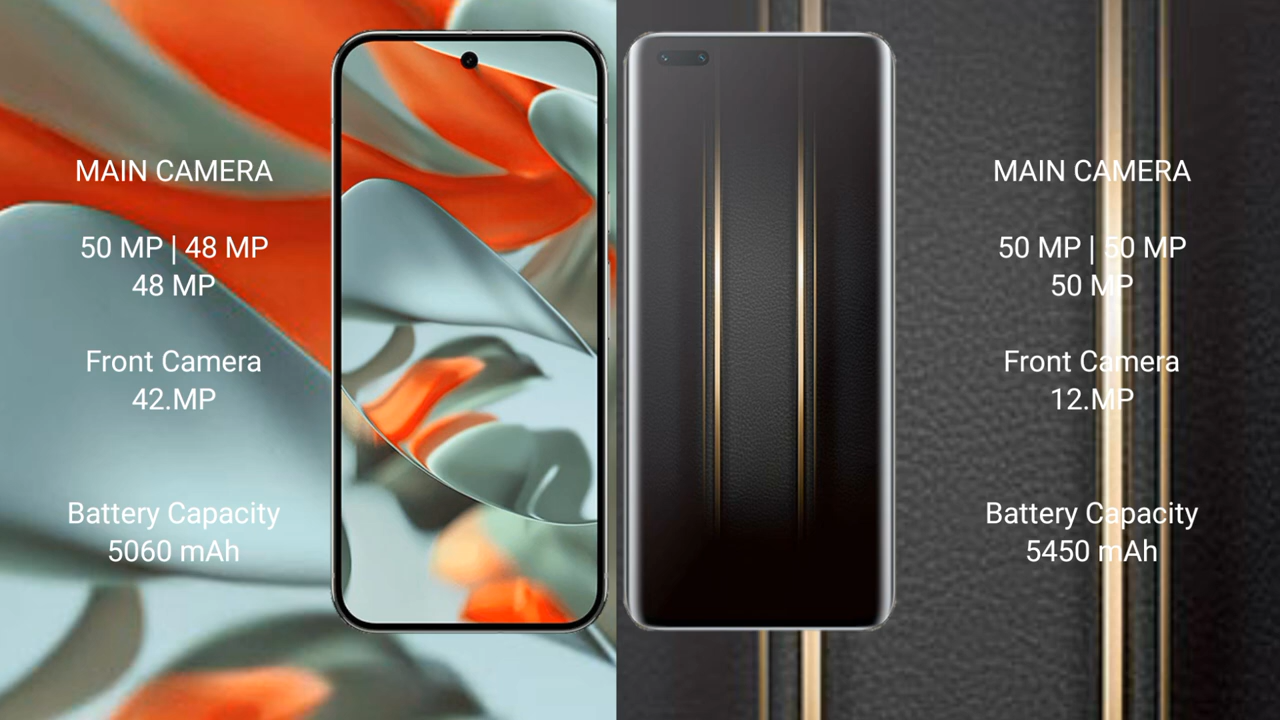 MAIN CAMERA
50 MP | 48 MP
48 MP
Front Camera
42.MP
Battery Capacity
5060 mAh
MAIN CAMERA
50 MP | 50 MP
50 MP
Front Camera
12.MP
Battery Capacity
5450 mAh